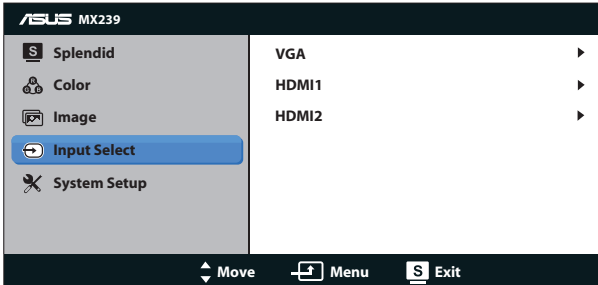 ASUS MX239
S Splendid
R G B Color
Image
Input Select
System Setup
VGA
HDMI1
HDMI2
Move Menu S Exit